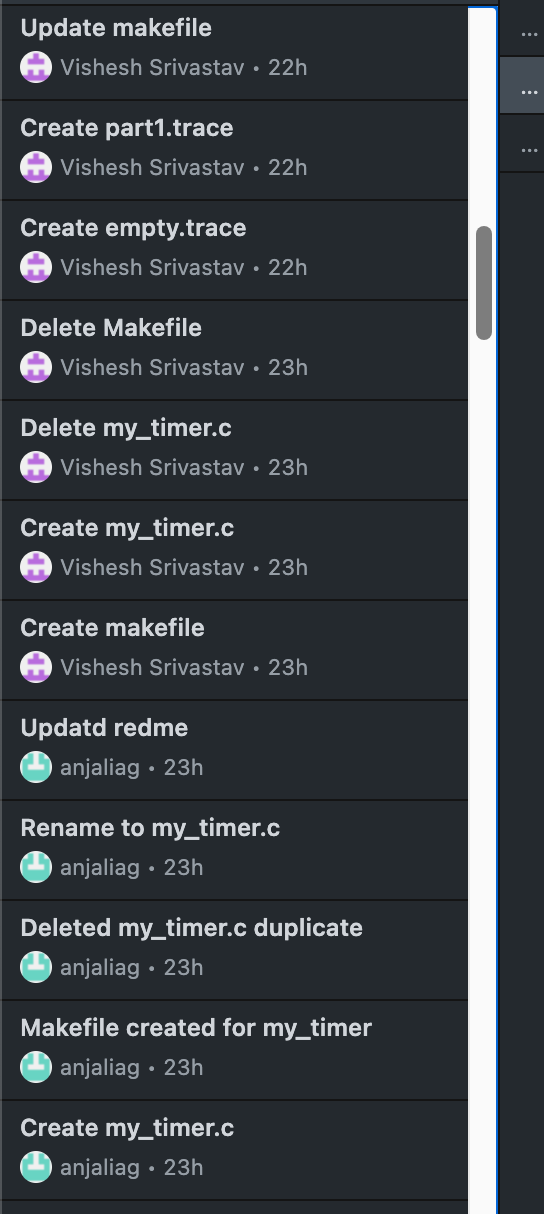 Update makefile
Vishesh Srivastav • 22h
Create part1.trace
Vishesh Srivastav • 22h
Create empty.trace
Vishesh Srivastav • 22h
Delete Makefile
Vishesh Srivastav • 23h
Delete my_timer.c
Vishesh Srivastav • 23h
Create my_timer.c
Vishesh Srivastav • 23h
Create makefile
Vishesh Srivastav • 23h
Updatd redme
anjaliag • 23h
Rename to my_timer.c
anjaliag • 23h
Deleted my_timer.c duplicate
anjaliag • 23h
Makefile created for my_timer
anjaliag • 23h
Create my_timer.c
anjaliag • 23h
...
...
...